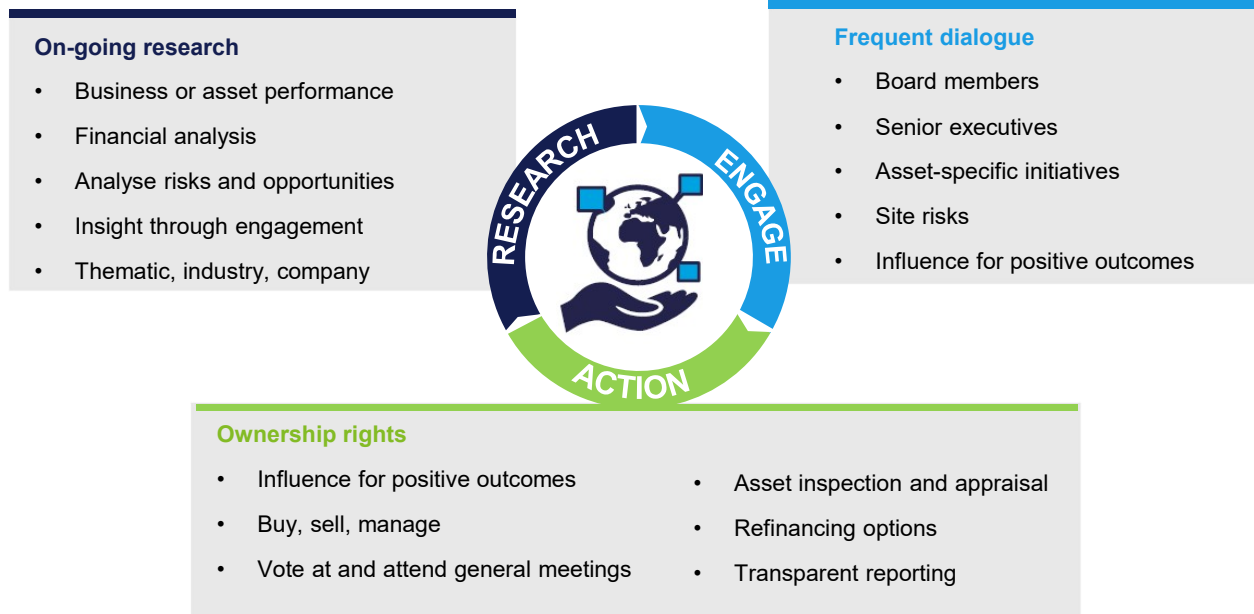 On-going research
• Business or asset performance
• Financial analysis
• Analyse risks and opportunities
• Insight through engagement
• Thematic, industry, company
Frequent dialogue
• Board members
• Senior executives
• Asset-specific initiatives
• Site risks
• Influence for positive outcomes
RESEARCH
ENGAGE
ACTION
Ownership rights
• Influence for positive outcomes
• Buy, sell, manage
• Vote at and attend general meetings
• Asset inspection and appraisal
• Refinancing options
• Transparent reporting